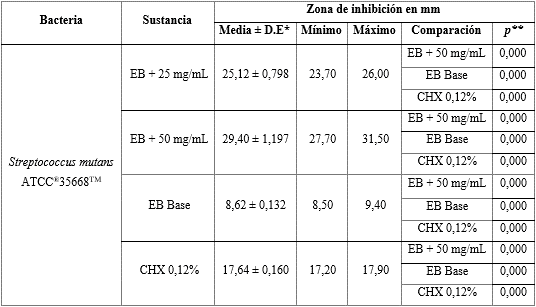 Bacteria Sustancia Zona de inhibición en mm
Media ± D.E* Mínimo Máximo Comparación p**
EB + 50 mg/mL 0,000
EB + 25 mg/mL 25,12 ± 0,798 23,70 26,00 EB Base 0,000
CHX 0,12% 0,000
EB + 50 mg/mL 0,000
EB + 50 mg/mL 29,40 ± 1,197 27,70 31,50 EB Base 0,000
CHX 0,12% 0,000
Streptococcus mutans
ATCC®35668™
EB + 50 mg/mL 0,000
EB Base 8,62 ± 0,132 8,50 9,40 EB Base 0,000
CHX 0,12% 0,000
EB + 50 mg/mL 0,000
CHX 0,12% 17,64 ± 0,160 17,20 17,90 EB Base 0,000
CHX 0,12% 0,000